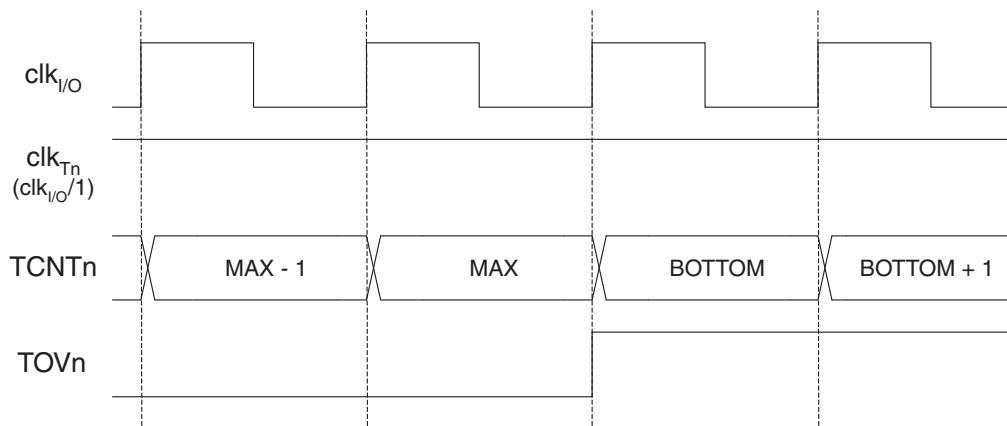 clkI/O
clkTn
(clkI/O/1)
TCNTn MAX - 1 MAX BOTTOM BOTTOM + 1
TOVn